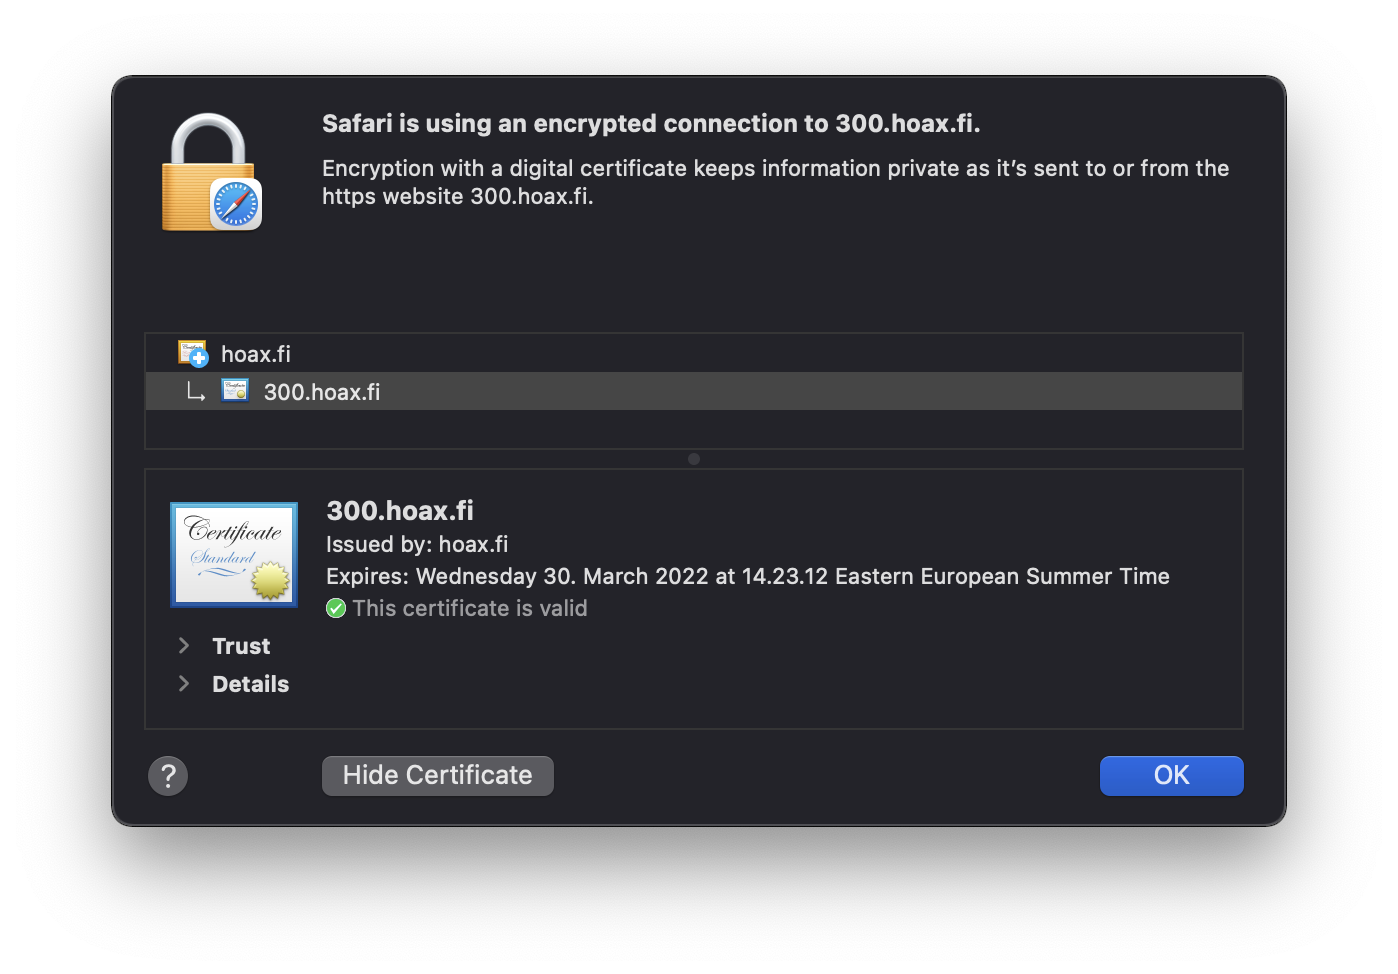 Safari is using an encrypted connection to 300.hoax.fi.
Encryption with a digital certificate keeps information private as it’s sent to or from the
https website 300.hoax.fi.
hoax.fi
300.hoax.fi
Certificate
Standard
300.hoax.fi
Issued by: hoax.fi
Expires: Wednesday 30. March 2022 at 14.23.12 Eastern European Summer Time
This certificate is valid
Trust
Details
?
Hide Certificate
OK